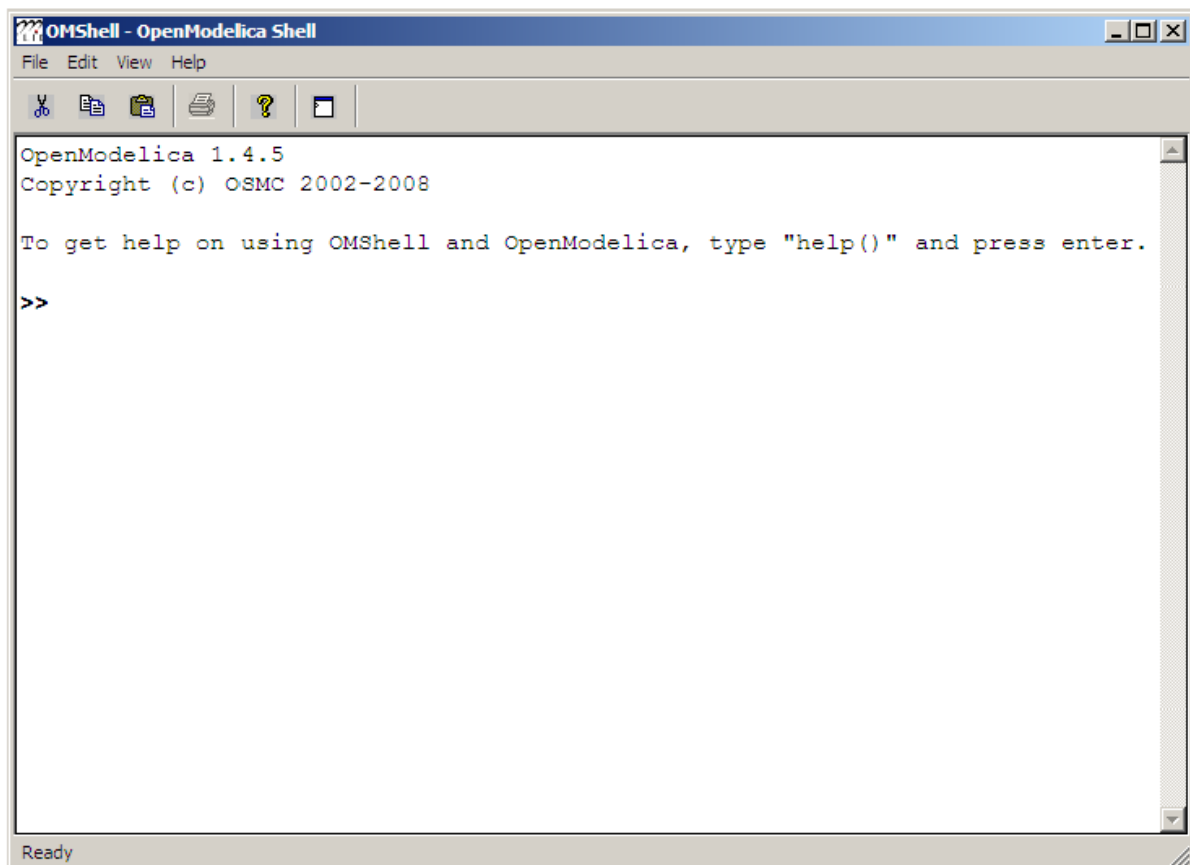 OMShell - OpenModelica Shell
File Edit View Help
OpenModelica 1.4.5
Copyright (c) OSMC 2002-2008
To get help on using OMShell and OpenModelica, type "help()" and press enter.
>>
Ready